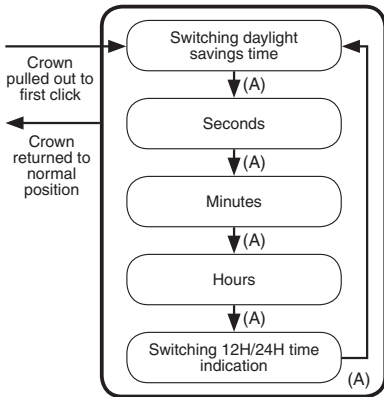 Switching daylight
savings time
Crown
pulled out to
first click
(A)
Seconds
Crown
returned to
normal
position
(A)
Minutes
(A)
Hours
(A)
Switching 12H/24H time
indication
(A)